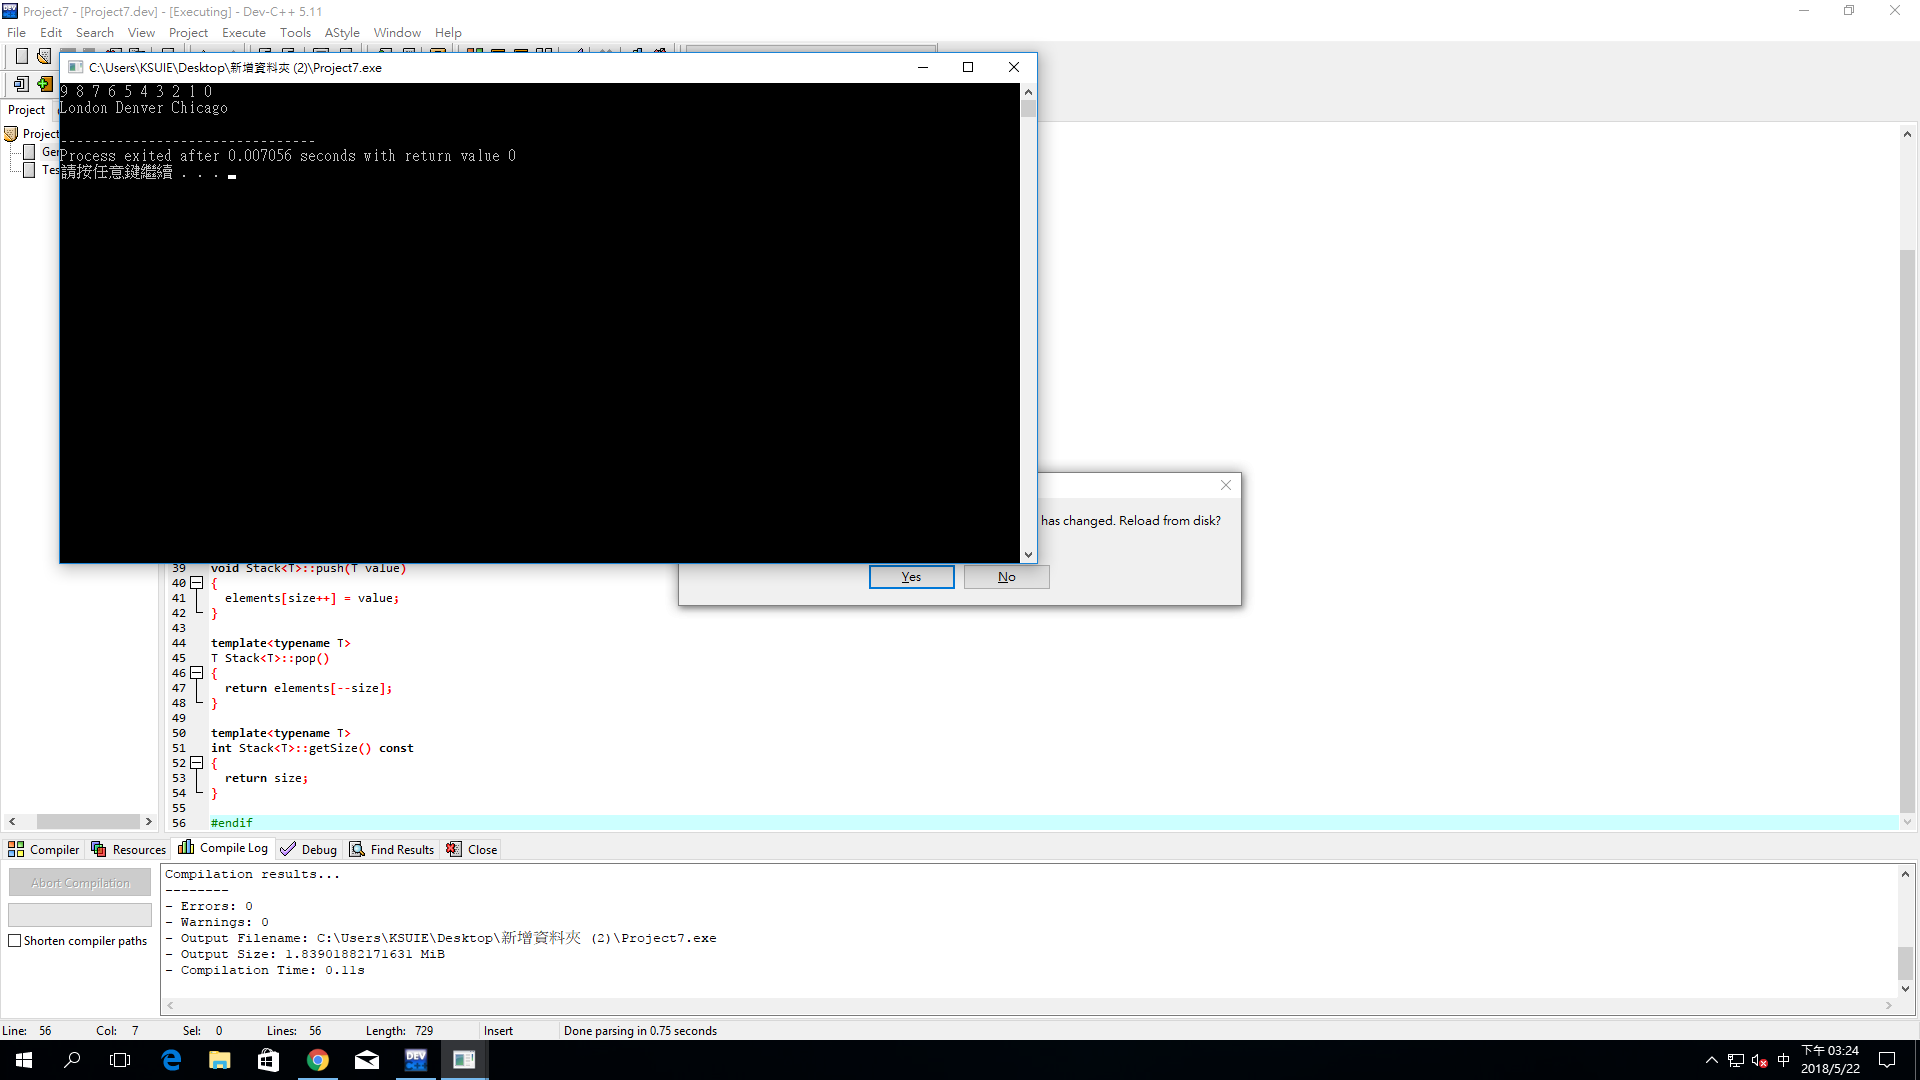 Project7 - [Project7.dev] - [Executing] - Dev-C++ 5.11
File Edit Search View Project Execute Tools AStyle Window Help
C:\Users\KSUIE\Desktop\新增資料夾 (2)\Project7.exe
9 8 7 6 5 4 3 2 1 0
London Denver Chicago
--------------------------------
Process exited after 0.007056 seconds with return value 0
請按任意鍵繼續 . . .
Project
Project
has changed. Reload from disk?
Yes No
39 void Stack<T>::push(T value)
40 {
41 elements[size++] = value;
42 }
43
44 template<typename T>
45 T Stack<T>::pop()
46 {
47 return elements[--size];
48 }
49
50 template<typename T>
51 int Stack<T>::getSize() const
52 {
53 return size;
54 }
55
56 #endif
Compiler Resources Compile Log Debug Find Results Close
Abort Compilation
Shorten compiler paths
Compilation results...
--------
- Errors: 0
- Warnings: 0
- Output Filename: C:\Users\KSUIE\Desktop\新增資料夾 (2)\Project7.exe
- Output Size: 1.83901882171631 MiB
- Compilation Time: 0.11s
Line: 56 Col: 7 Sel: 0 Lines: 56 Length: 729 Insert Done parsing in 0.75 seconds
DEV C++
中
下午 03:24
2018/5/22